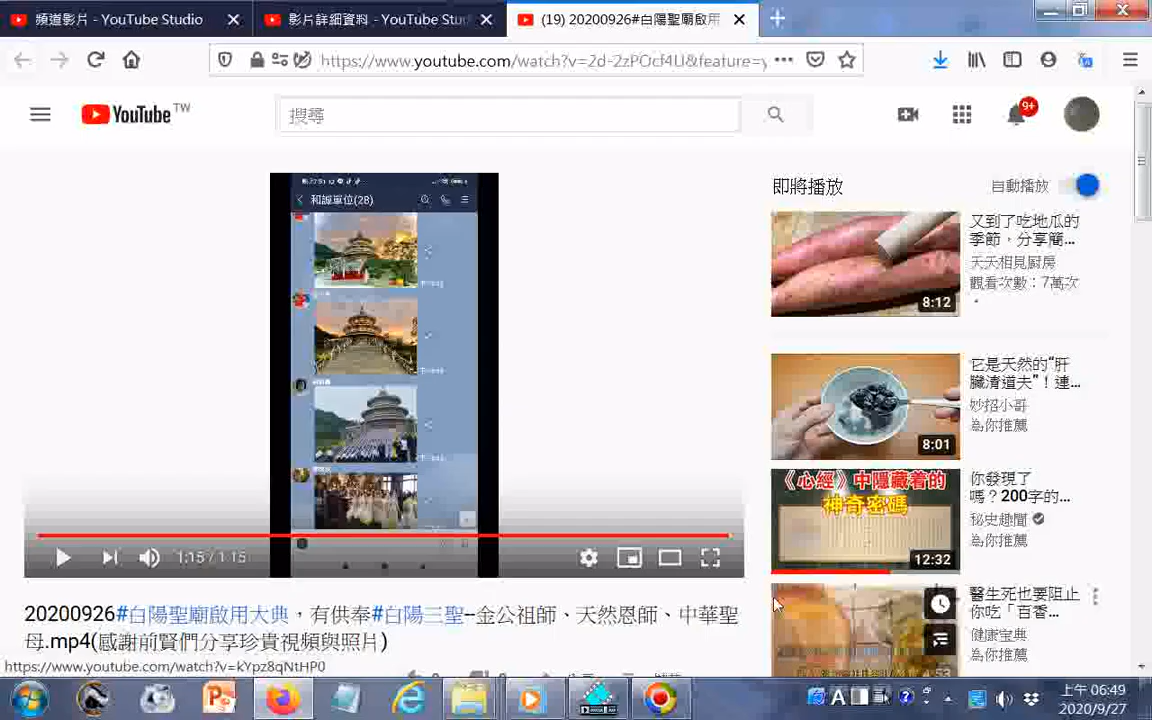 頻道影片 - YouTube Studio
影片詳細資料 - YouTube Stu
(19) 20200926#白陽聖廟啟用
https://www.youtube.com/watch?v=2d-2zPOcf4U&feature=y
YouTube TW
搜尋
9+
和誠單位(28)
即將播放
自動播放
又到了吃地瓜的
季節，分享簡...
天天相見厨房
觀看次數：7萬次
8:12
它是天然的“肝
臟清道夫”！連...
妙招小哥
為你推薦
8:01
《心經》中隱藏着的
神奇密碼
12:32
你發現了
嗎？200字的...
秘史趣聞
為你推薦
醫生死也要阻止
你吃「百香...
健康宝典
為你推薦
1:15 / 1:15
20200926#白陽聖廟啟用大典，有供奉#白陽三聖--金公祖師、天然恩師、中華聖
母.mp4(感謝前賢們分享珍貴視頻與照片)
https://www.youtube.com/watch?v=kYpz8qNtHP0
上午 06:49
2020/9/27